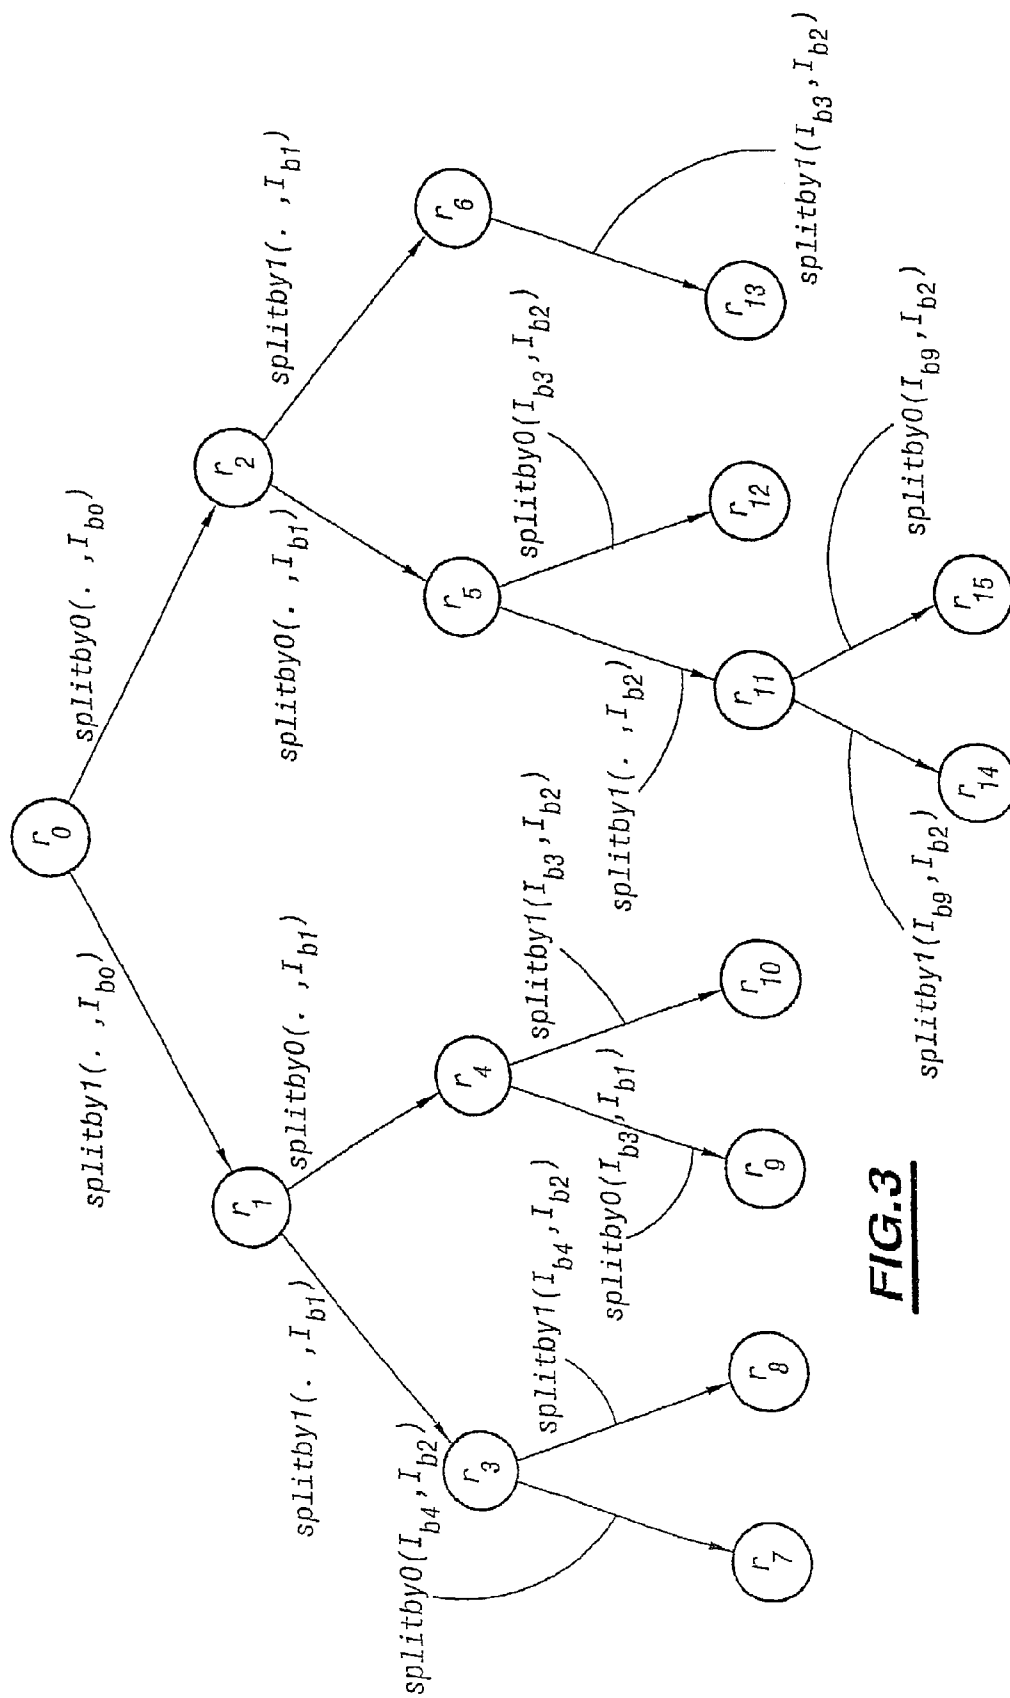 r0
splitby1(. ,Ib0)
splitby0(. ,Ib0)
r1
r2
splitby1(. ,Ib1)
splitby0(. ,Ib1)
splitby0(. ,Ib1)
splitby1(. ,Ib1)
r3
r4
r5
r6
splitby0(Ib4,Ib2)
splitby1(Ib4,Ib2)
splitby0(Ib3,Ib1)
splitby1(Ib3,Ib2)
splitby1(. ,Ib2)
splitby0(Ib3,Ib2)
splitby1(Ib3,Ib2)
r7
r8
r9
r10
r11
r12
r13
splitby1(Ib9,Ib2)
splitby0(Ib9,Ib2)
r14
r15
FIG.3